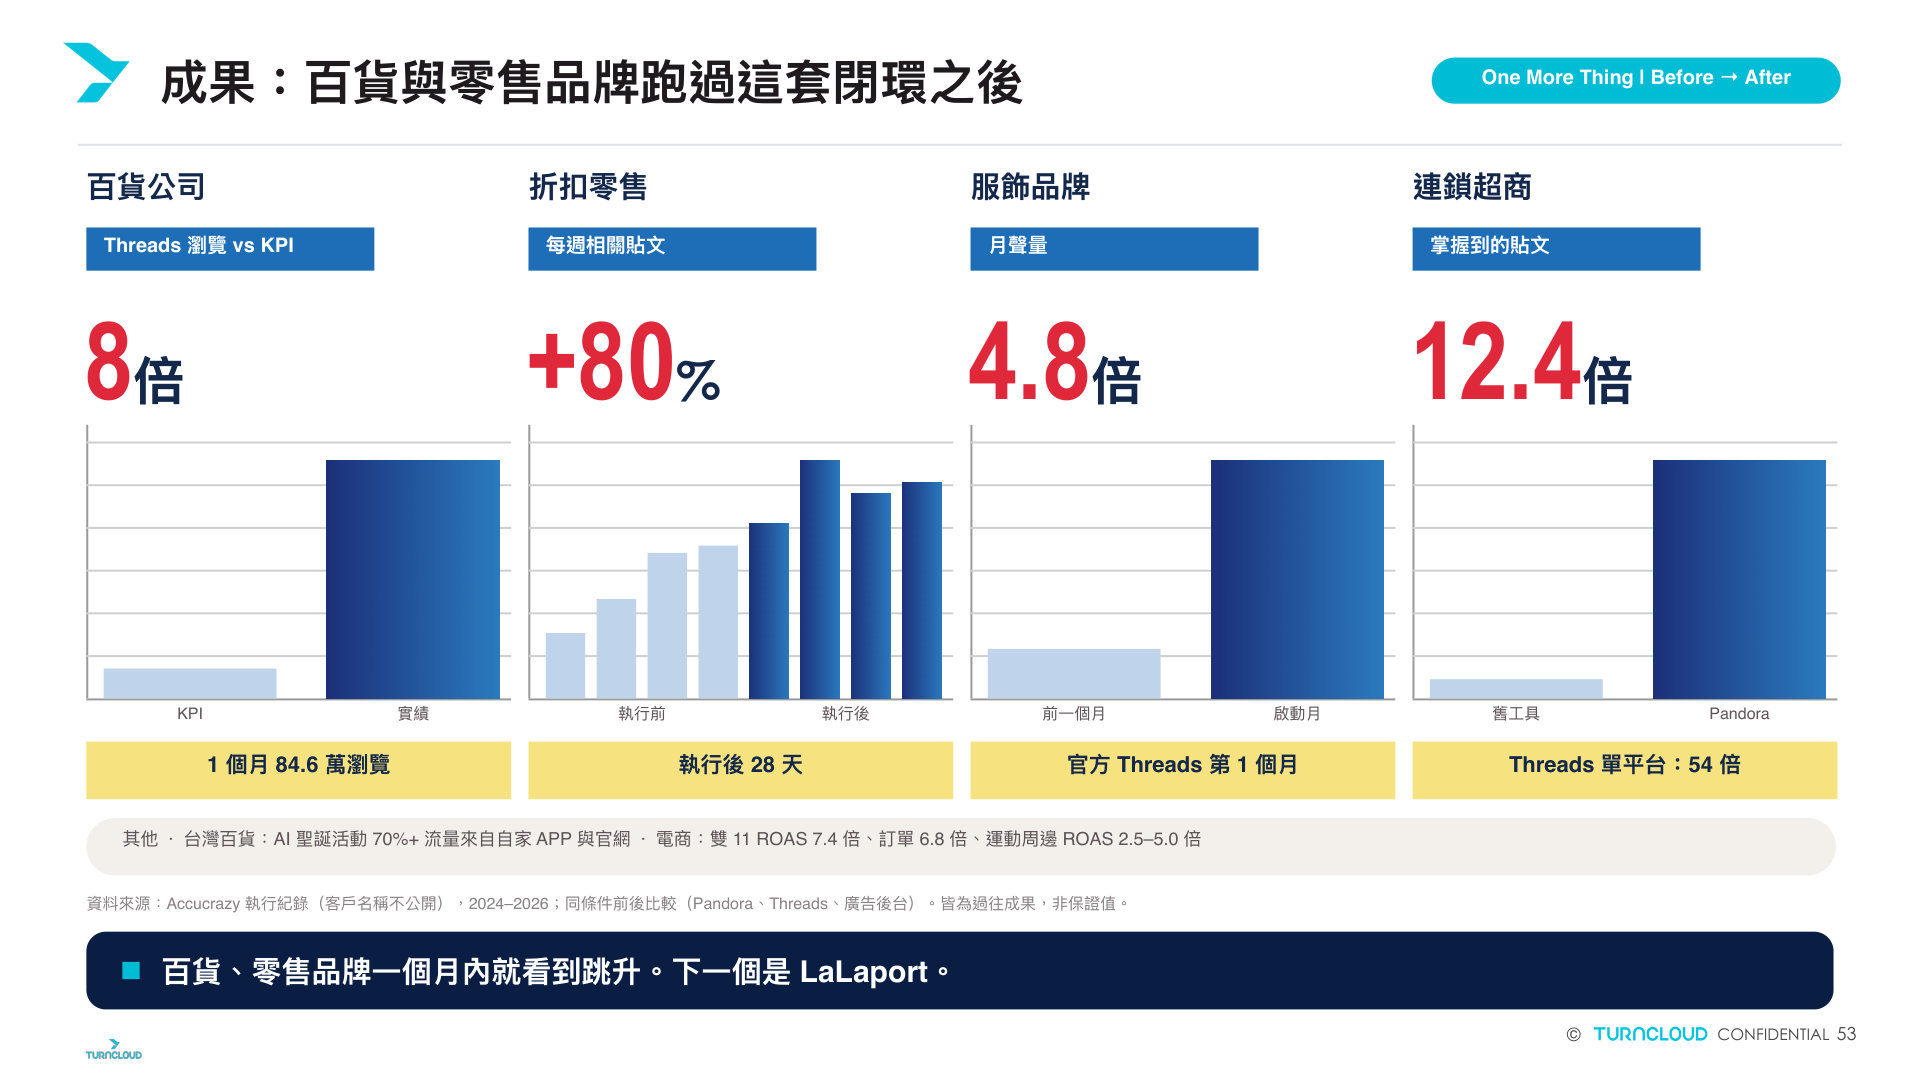 成果：百貨與零售品牌跑過這套閉環之後
One More Thing | Before → After
百貨公司
Threads 瀏覽 vs KPI
8倍
KPI
實績
1 個月 84.6 萬瀏覽
折扣零售
每週相關貼文
+80%
執行前
執行後
執行後 28 天
服飾品牌
月聲量
4.8倍
前一個月
啟動月
官方 Threads 第 1 個月
連鎖超商
掌握到的貼文
12.4倍
舊工具
Pandora
Threads 單平台：54 倍
其他 · 台灣百貨：AI 聖誕活動 70%+ 流量來自自家 APP 與官網 · 電商：雙 11 ROAS 7.4 倍、訂單 6.8 倍、運動周邊 ROAS 2.5–5.0 倍
資料來源：Accucrazy 執行紀錄（客戶名稱不公開），2024–2026；同條件前後比較（Pandora、Threads、廣告後台）。皆為過往成果，非保證值。
百貨、零售品牌一個月內就看到跳升。下一個是 LaLaport。
TURNCLOUD
© TURNCLOUD CONFIDENTIAL 53